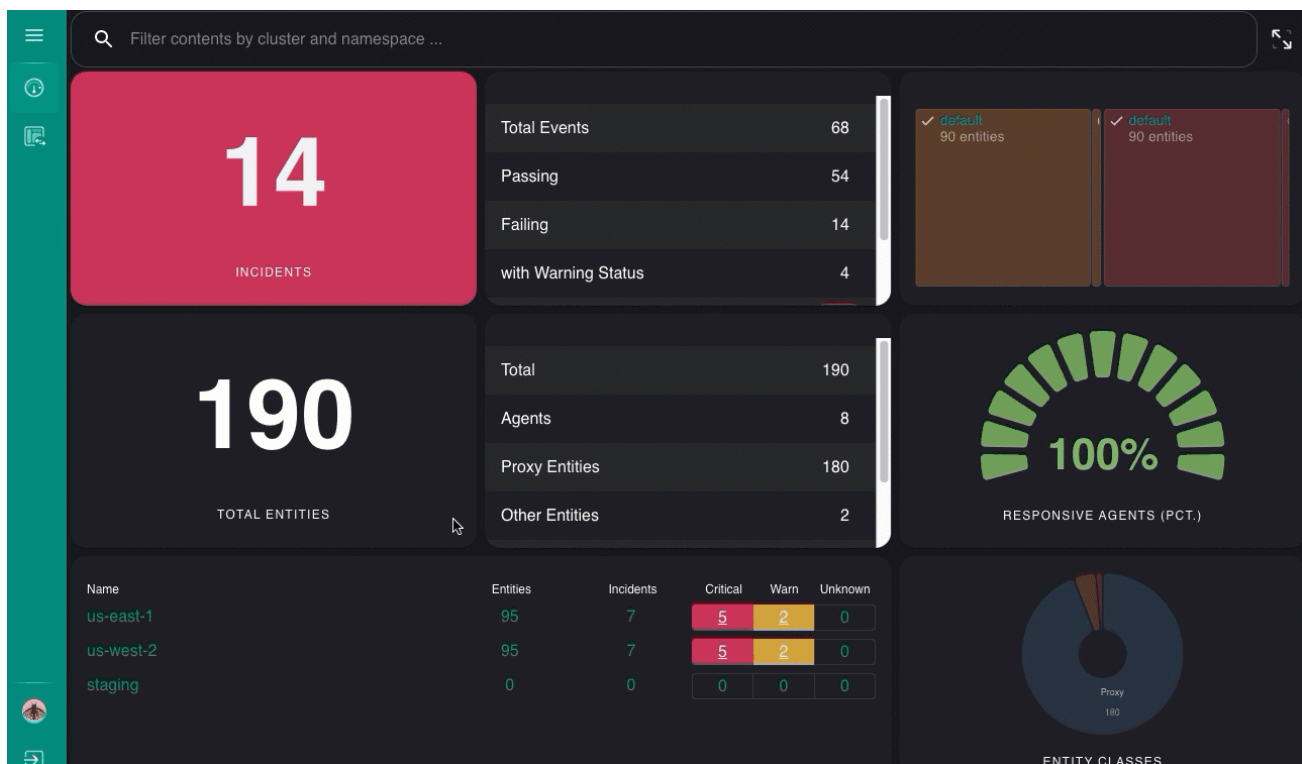 Filter contents by cluster and namespace ...
14
INCIDENTS
Total Events 68
Passing 54
Failing 14
with Warning Status 4
default
90 entities
default
90 entities
190
TOTAL ENTITIES
Total 190
Agents 8
Proxy Entities 180
Other Entities 2
100%
RESPONSIVE AGENTS (PCT.)
Name Entities Incidents Critical Warn Unknown
us-east-1 95 7 5 2 0
us-west-2 95 7 5 2 0
staging 0 0 0 0 0
Proxy
180
ENTITY CLASSES